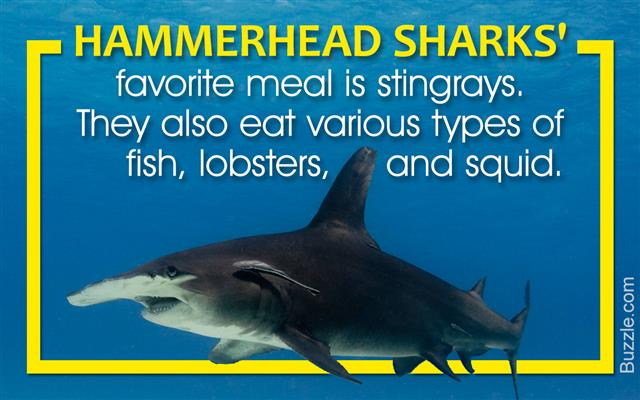 HAMMERHEAD SHARKS'
favorite meal is stingrays.
They also eat various types of
fish, lobsters, and squid.
Buzzle.com